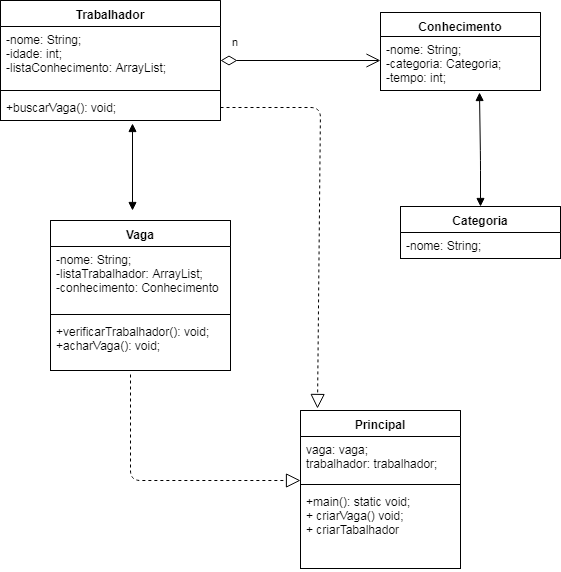 Trabalhador
-nome: String;
-idade: int;
-listaConhecimento: ArrayList;
+buscarVaga(): void;
n
Conhecimento
-nome: String;
-categoria: Categoria;
-tempo: int;
Categoria
-nome: String;
Vaga
-nome: String;
-listaTrabalhador: ArrayList;
-conhecimento: Conhecimento
+verificarTrabalhador(): void;
+acharVaga(): void;
Principal
vaga: vaga;
trabalhador: trabalhador;
+main(): static void;
+ criarVaga() void;
+ criarTabalhador